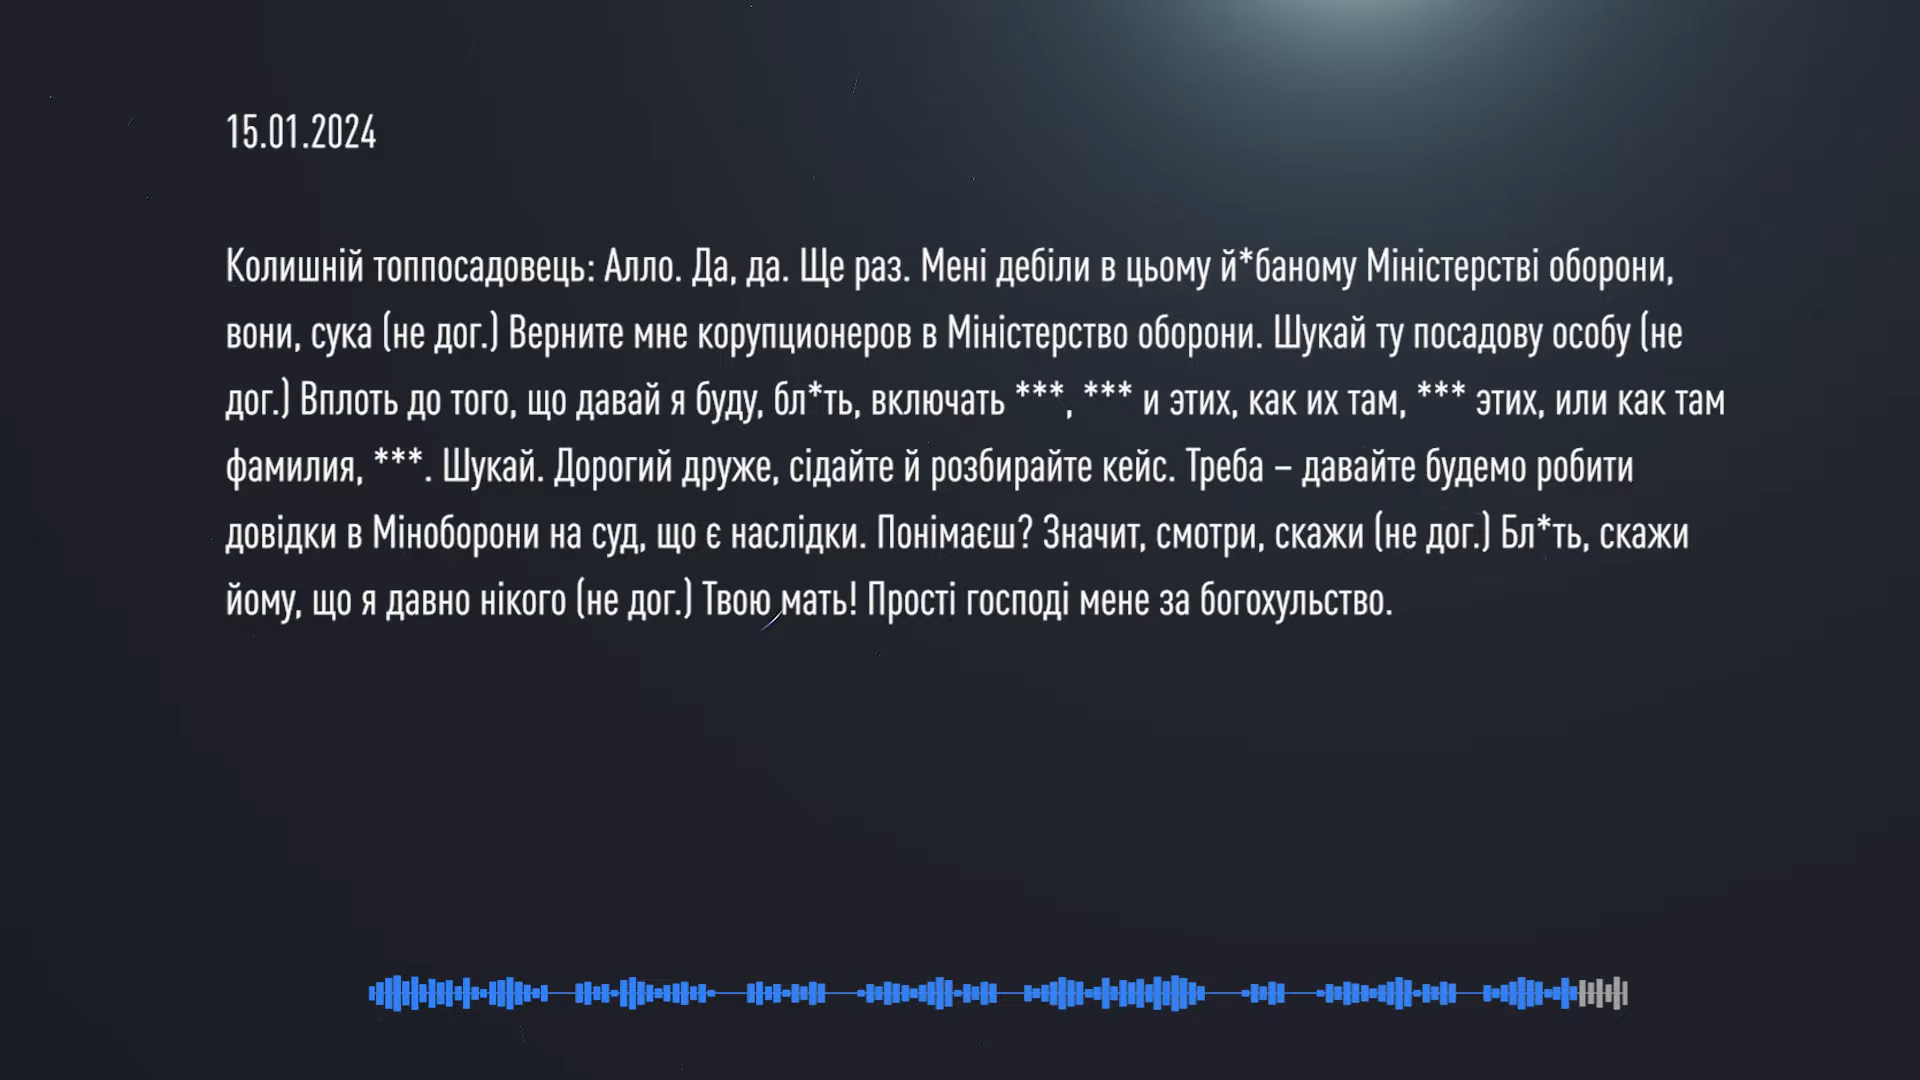 15.01.2024
Колишній топпосадовець: Алло. Да, да. Ще раз. Мені дебіли в цьому й*баному Міністерстві оборони,
вони, сука (не дог.) Верните мне корупционеров в Міністерство оборони. Шукай ту посадову особу (не
дог.) Вплоть до того, що давай я буду, бл*ть, включать ***, *** и этих, как их там, *** этих, или как там
фамилия, ***. Шукай. Дорогий друже, сідайте й розбирайте кейс. Треба – давайте будемо робити
довідки в Міноборони на суд, що є наслідки. Понімаєш? Значит, смотри, скажи (не дог.) Бл*ть, скажи
йому, що я давно нікого (не дог.) Твою мать! Прості господі мене за богохульство.